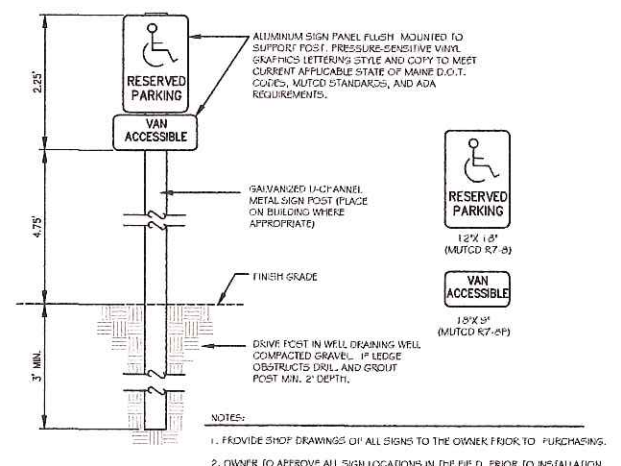 RESERVED
PARKING
VAN
ACCESSIBLE
2.25'
4.75'
3' MIN.
ALUMINUM SIGN PANEL FLUSH MOUNTED TO
SUPPORT POST. PRESSURE-SENSITIVE VINYL
GRAPHICS LETTERING STYLE AND COPY TO MEET
CURRENT APPLICABLE STATE OF MAINE D.O.T.
CODES, MUTCD STANDARDS, AND ADA
REQUIREMENTS.
GALVANIZED U-CHANNEL
METAL SIGN POST (PLACE
ON BUILDING WHERE
APPROPRIATE)
FINISH GRADE
DRIVE POST IN WELL DRAINING WELL
COMPACTED GRAVEL. IF LEDGE
OBSTRUCTS DRILL AND GROUT
POST MIN. 2' DEPTH.
RESERVED
PARKING
12"X 18"
(MUTCD R7-8)
VAN
ACCESSIBLE
18"X 9"
(MUTCD R7-8P)
NOTES:
1. PROVIDE SHOP DRAWINGS OF ALL SIGNS TO THE OWNER PRIOR TO PURCHASING.
2. OWNER TO APPROVE ALL SIGN LOCATIONS IN THE FIELD, PRIOR TO INSTALLATION